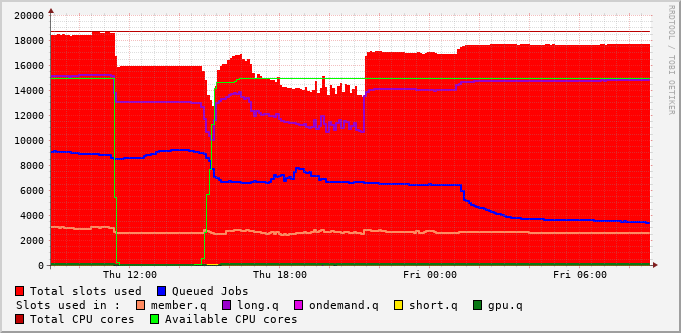 20000
18000
16000
14000
12000
10000
8000
6000
4000
2000
0
Thu 12:00 Thu 18:00 Fri 00:00 Fri 06:00
RRDTOOL / TOBI OETIKER
Total slots used Queued Jobs
Slots used in : member.q long.q ondemand.q short.q gpu.q
Total CPU cores Available CPU cores